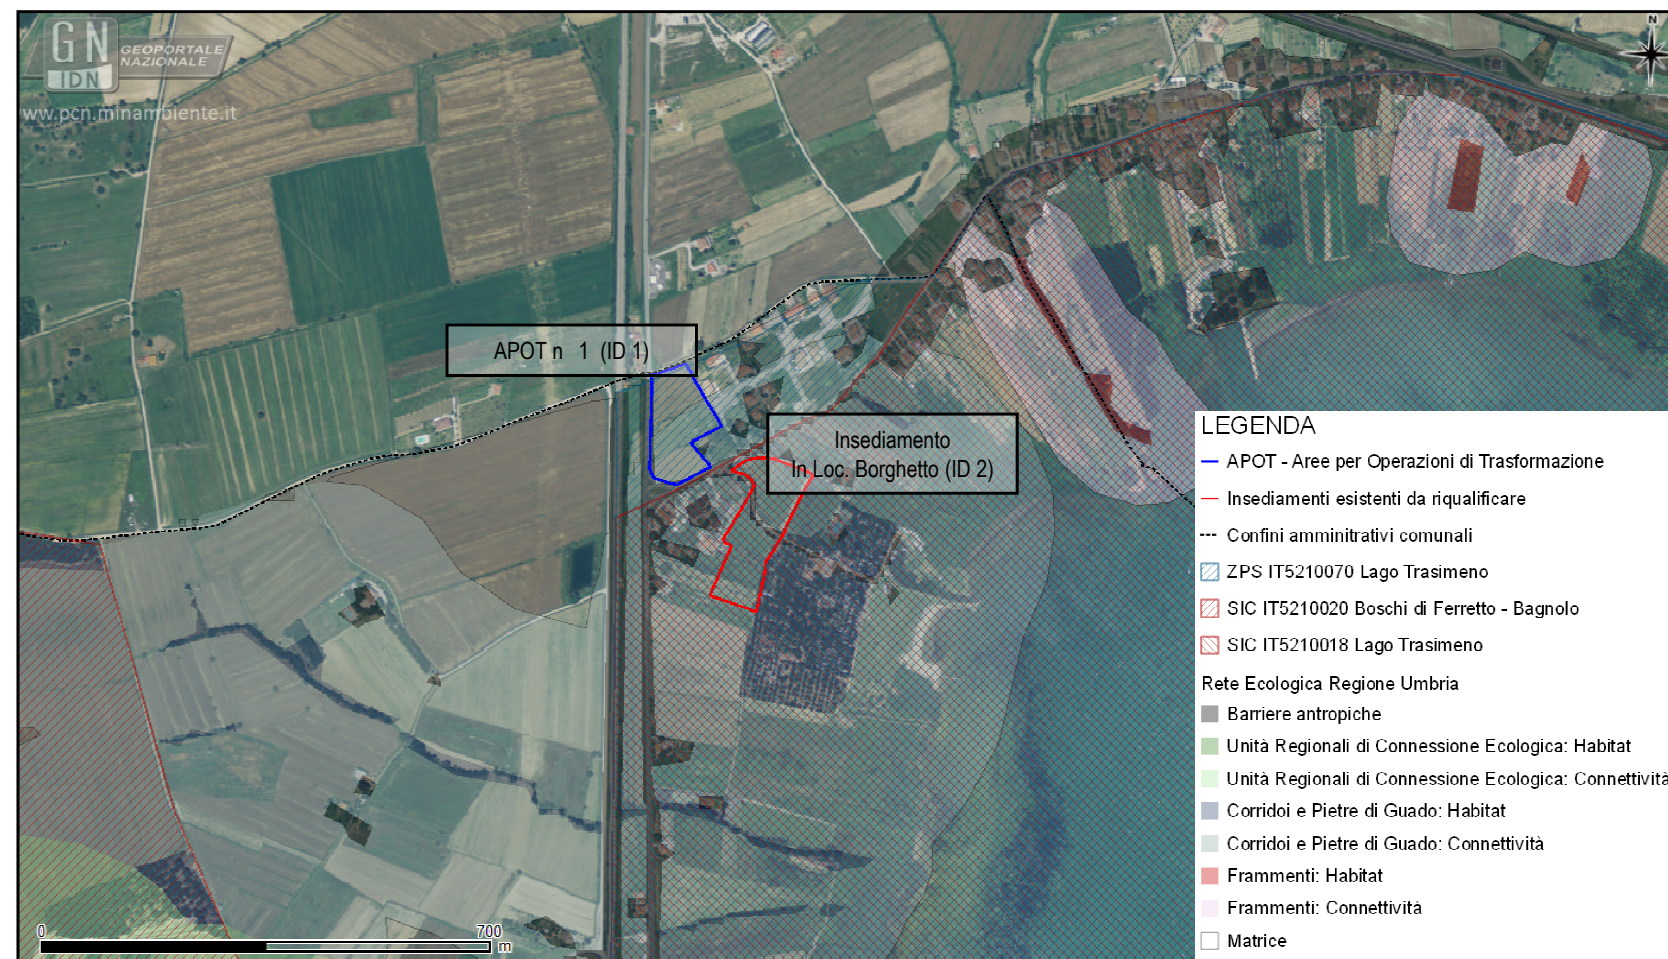 GN
IDN
GEOPORTALE
NAZIONALE
ww.pcn.minambiente.it
N
APOT n 1 (ID 1)
Insediamento
In Loc. Borghetto (ID 2)
LEGENDA
APOT - Aree per Operazioni di Trasformazione
Insediamenti esistenti da riqualificare
Confini amminitrativi comunali
ZPS IT5210070 Lago Trasimeno
SIC IT5210020 Boschi di Ferretto - Bagnolo
SIC IT5210018 Lago Trasimeno
Rete Ecologica Regione Umbria
Barriere antropiche
Unità Regionali di Connessione Ecologica: Habitat
Unità Regionali di Connessione Ecologica: Connettività
Corridoi e Pietre di Guado: Habitat
Corridoi e Pietre di Guado: Connettività
Frammenti: Habitat
Frammenti: Connettività
Matrice
0 700
m